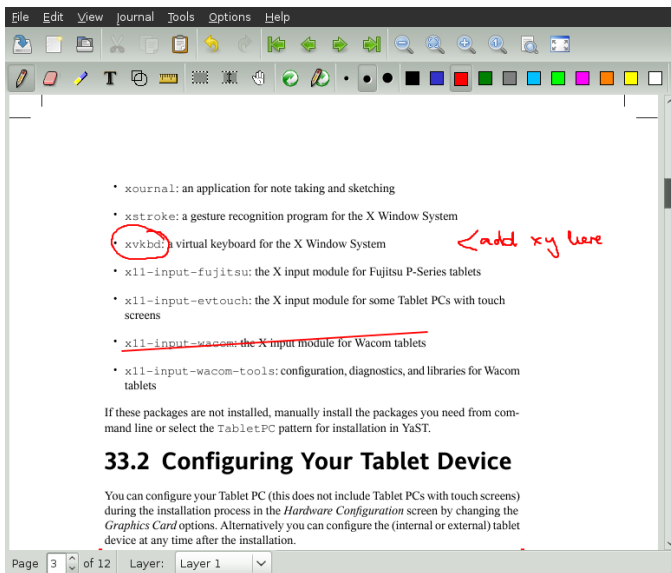 File Edit View Journal Tools Options Help
T
• xournal: an application for note taking and sketching
• xstroke: a gesture recognition program for the X Window System
• xvkbd: a virtual keyboard for the X Window System <add xy here
• x11-input-fujitsu: the X input module for Fujitsu P-Series tablets
• x11-input-evtouch: the X input module for some Tablet PCs with touch
screens
• x11-input-wacom: the X input module for Wacom tablets
• x11-input-wacom-tools: configuration, diagnostics, and libraries for Wacom
tablets
If these packages are not installed, manually install the packages you need from com-
mand line or select the TabletPC pattern for installation in YaST.
33.2 Configuring Your Tablet Device
You can configure your Tablet PC (this does not include Tablet PCs with touch screens)
during the installation process in the Hardware Configuration screen by changing the
Graphics Card options. Alternatively you can configure the (internal or external) tablet
device at any time after the installation.
Page 3 of 12 Layer: Layer 1